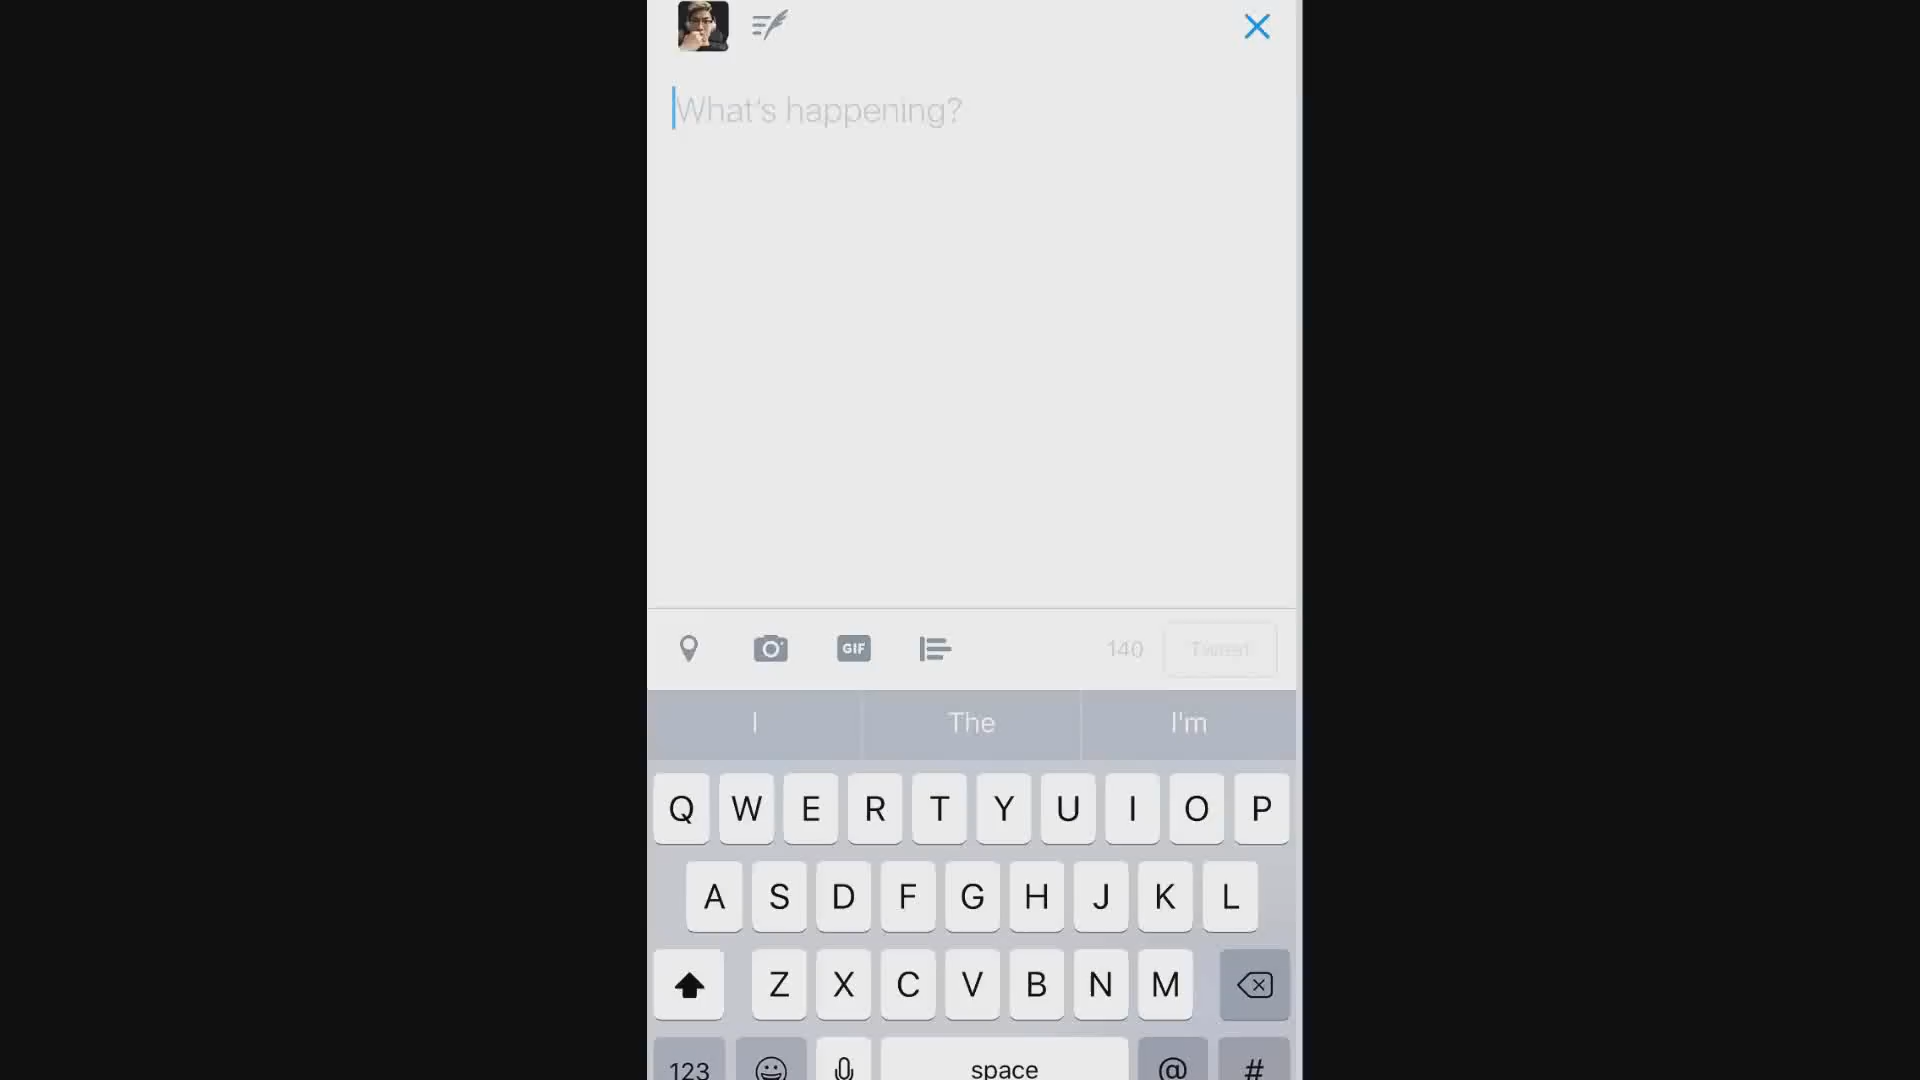 What's happening?
GIF
140 Tweet
I The I'm
Q W E R T Y U I O P
A S D F G H J K L
Z X C V B N M
123 space @ #